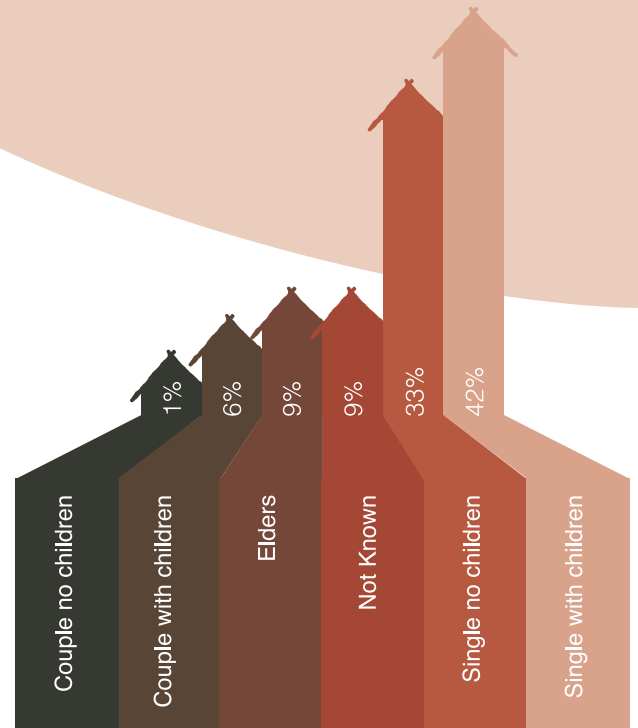 1%
6%
9%
9%
33%
42%
Couple no children
Couple with children
Elders
Not Known
Single no children
Single with children